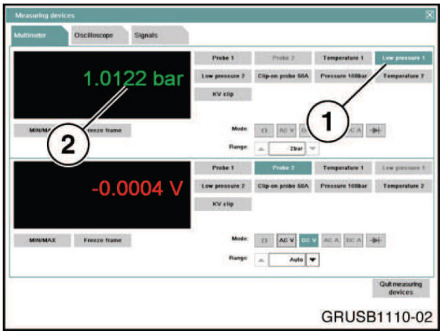 Measuring devices
Multimeter Oscilloscope Signals
1.0122 bar
Probe 1 Probe 2 Temperature 1 Low pressure 1
Low pressure 2 Clip-on probe 60A Pressure 100bar Temperature 2
KV clip
1
2
MIN/MAX Freeze frame
Mode: Ω AC V
Range: 2bar
-0.0004 V
Probe 1 Probe 2 Temperature 1 Low pressure 1
Low pressure 2 Clip-on probe 60A Pressure 100bar Temperature 2
KV clip
MIN/MAX Freeze frame
Mode: Ω AC V DC V AC A DC A
Range: Auto
Quit measuring
devices
GRUSB1110-02